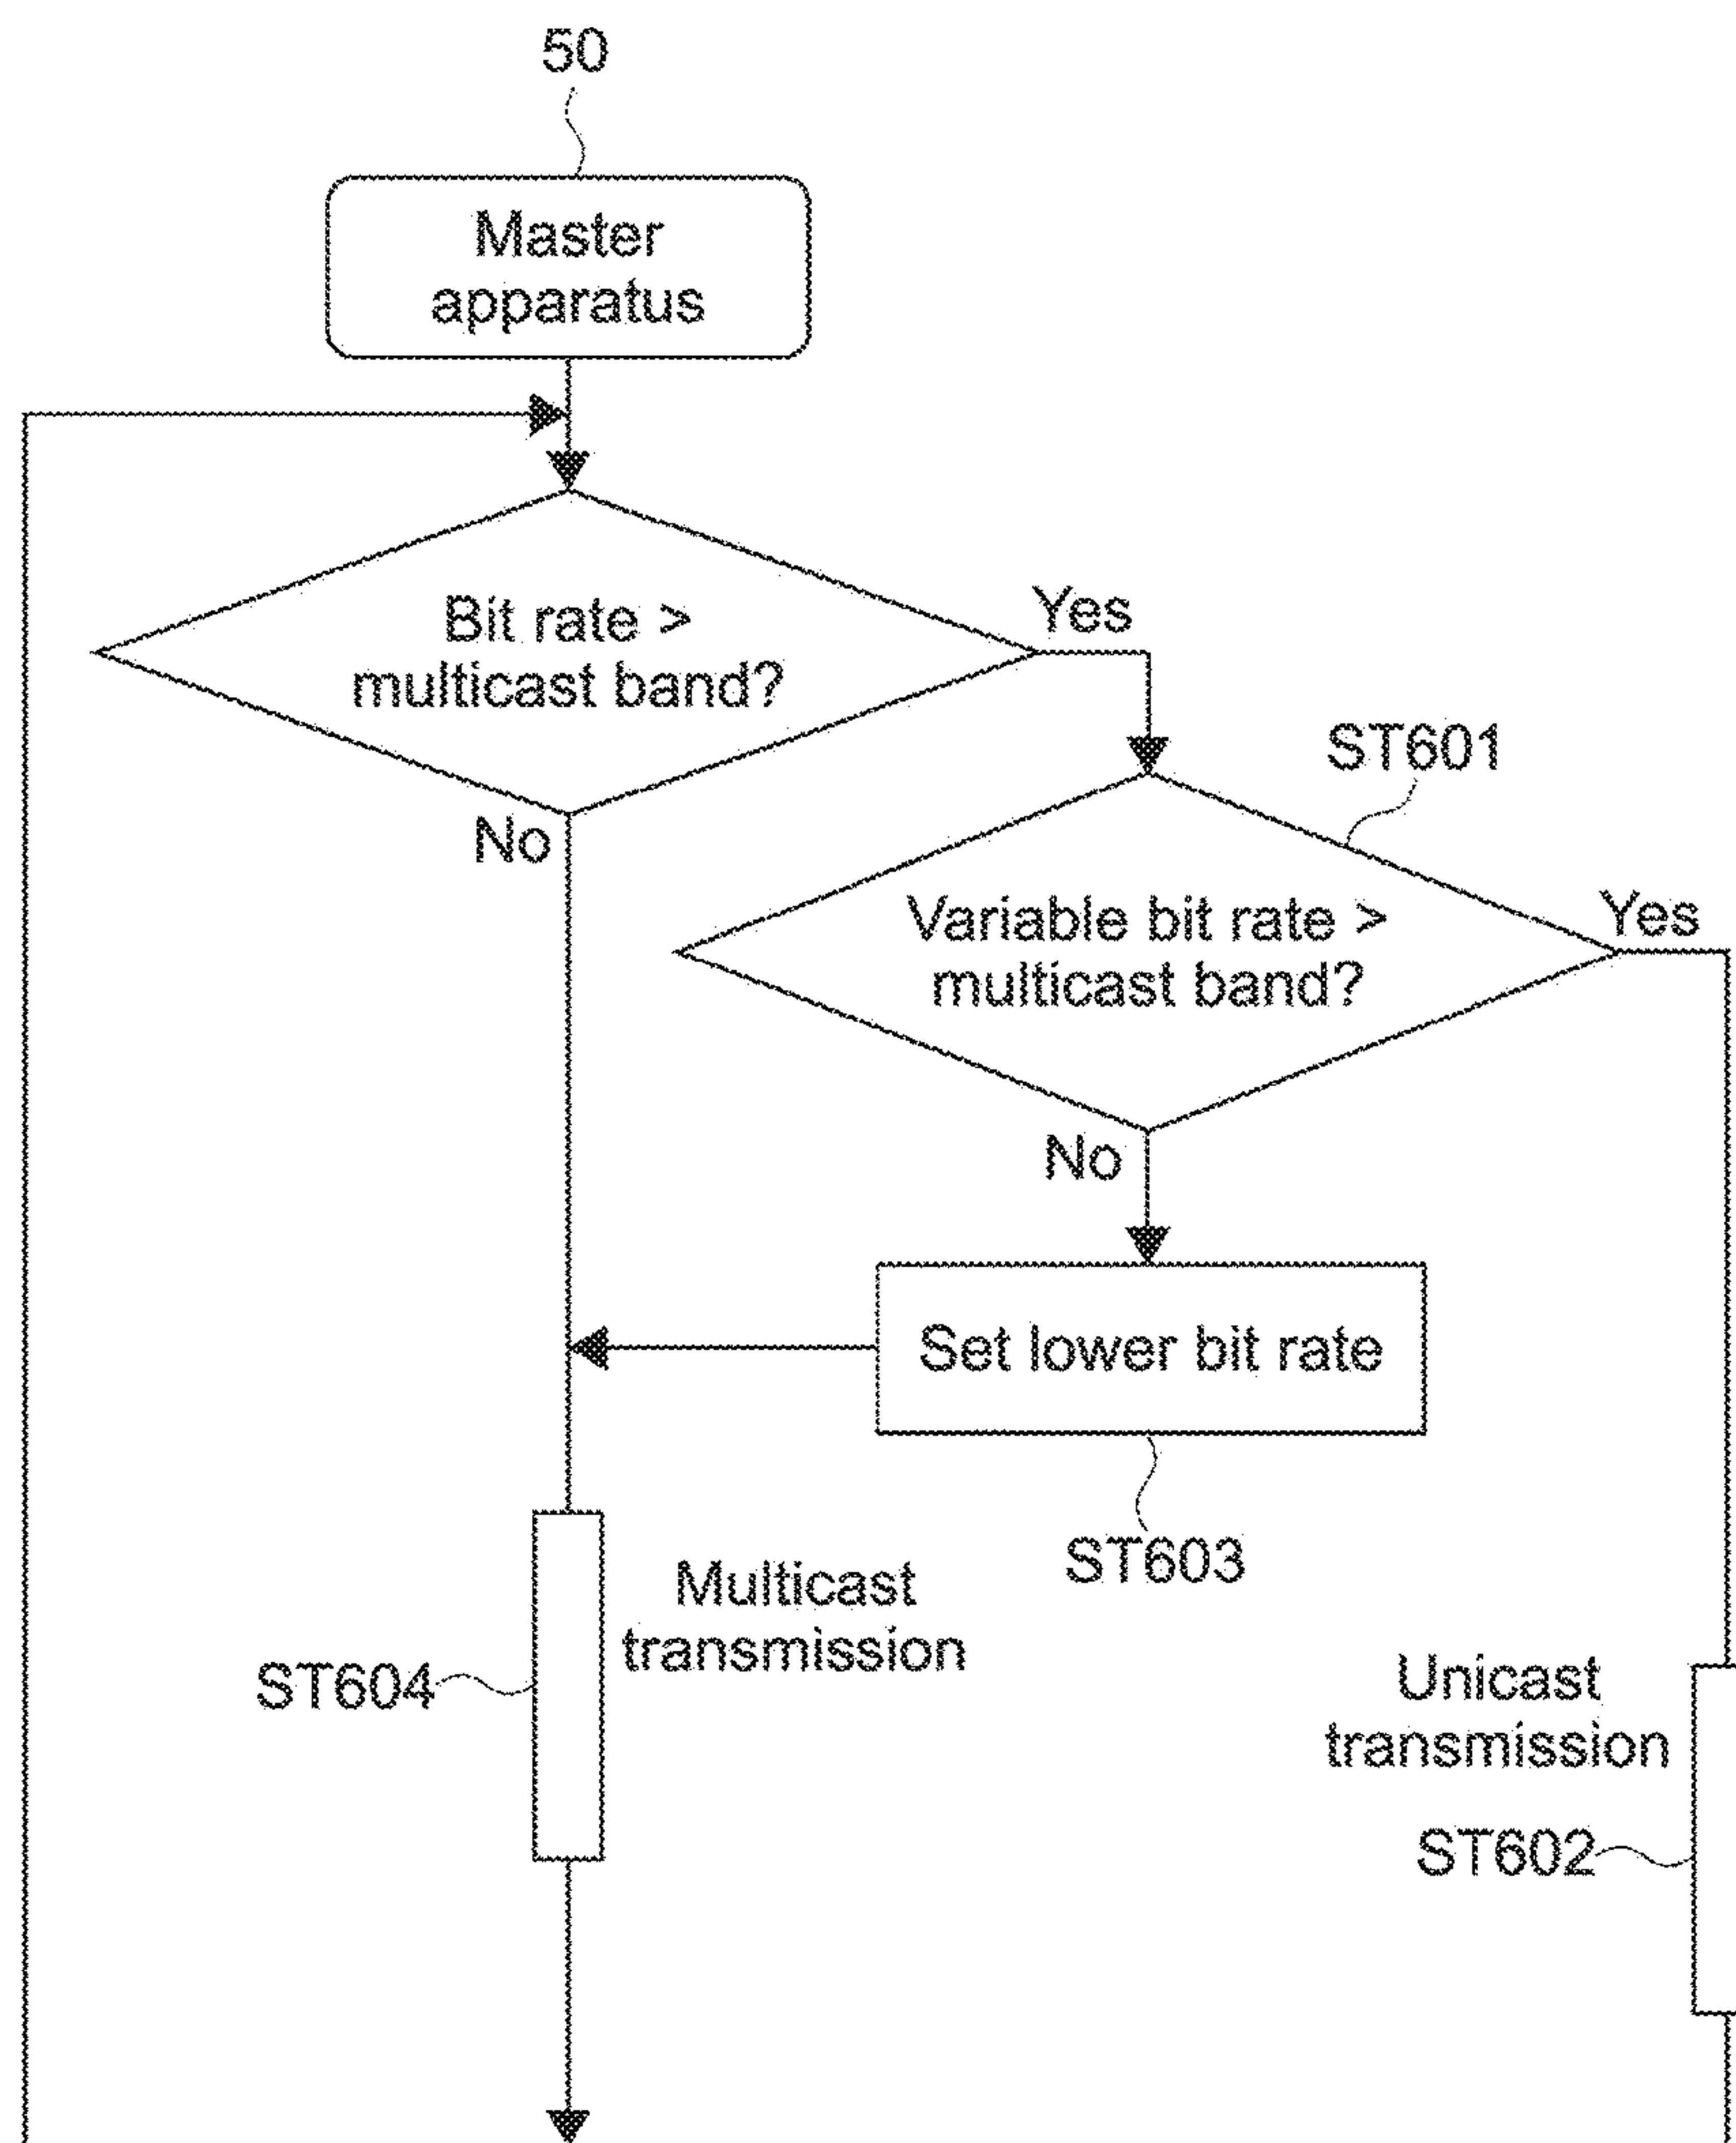 50
Master
apparatus
Bit rate >
multicast band?
Yes
No
ST601
Variable bit rate >
multicast band?
Yes
No
Set lower bit rate
ST603
Multicast
transmission
ST604
Unicast
transmission
ST602